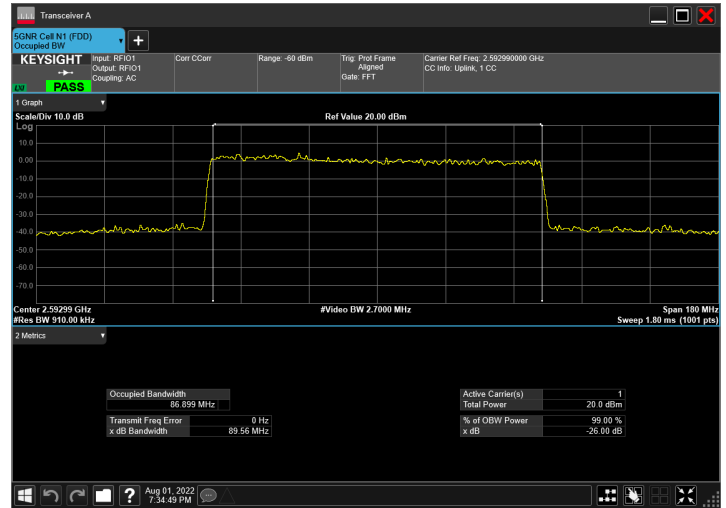 Transceiver A
5GNR Cell N1 (FDD)
Occupied BW
KEYSIGHT
LXI
PASS
Input: RFIO1
Output: RFIO1
Coupling: AC
Corr CCorr
Range: -60 dBm
Trig: Prot Frame
Aligned
Gate: FFT
Carrier Ref Freq: 2.592990000 GHz
CC Info: Uplink, 1 CC
1 Graph
Scale/Div 10.0 dB
Ref Value 20.00 dBm
Log
10.0
0.00
-10.0
-20.0
-30.0
-40.0
-50.0
-60.0
-70.0
Center 2.59299 GHz
#Video BW 2.7000 MHz
Span 180 MHz
#Res BW 910.00 kHz
Sweep 1.80 ms (1001 pts)
2 Metrics
Occupied Bandwidth
86.899 MHz
Transmit Freq Error 0 Hz
x dB Bandwidth 89.56 MHz
Active Carrier(s) 1
Total Power 20.0 dBm
% of OBW Power 99.00 %
x dB -26.00 dB
?
Aug 01, 2022
7:34:49 PM